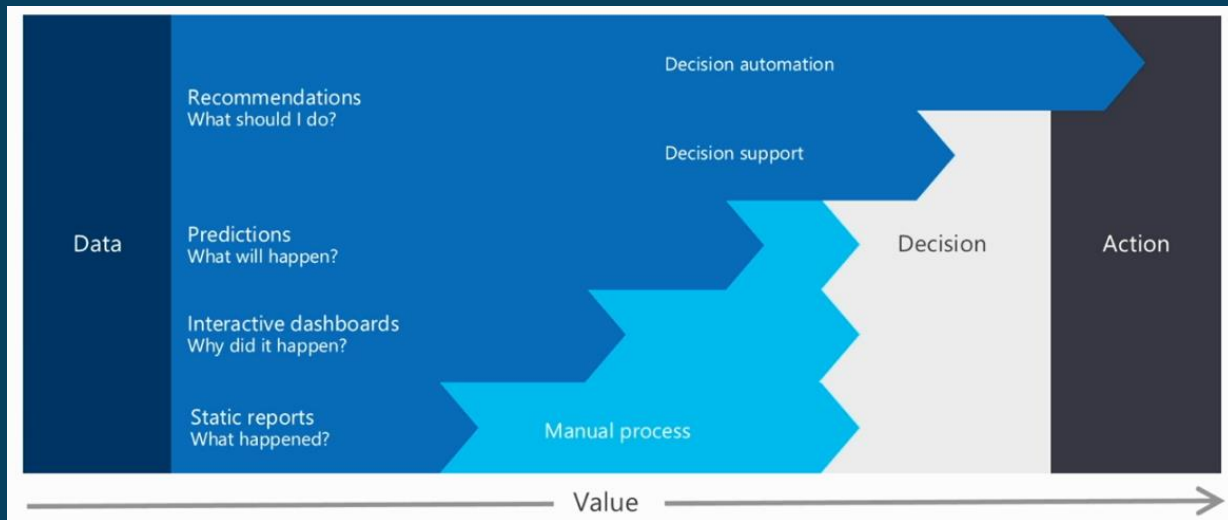 Data
Recommendations
What should I do?
Decision automation
Decision support
Predictions
What will happen?
Interactive dashboards
Why did it happen?
Static reports
What happened?
Manual process
Decision
Action
Value